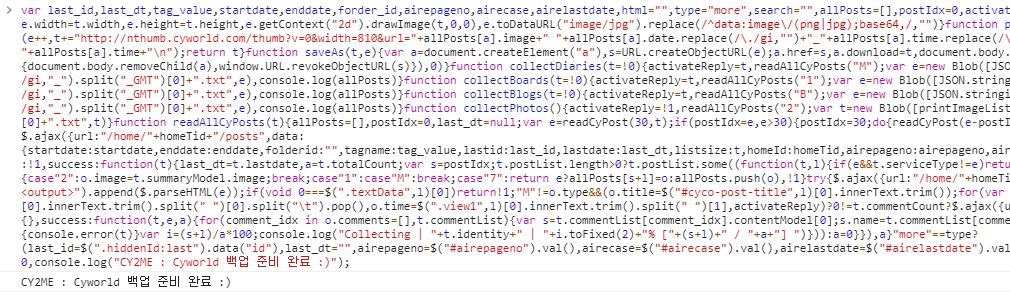 > var last_id,last_dt,tag_value,startdate,enddate,forder_id,airepageno,airecase,airelastdate,html="",type="more",search="",allPosts=[],postIdx=0,activate
e.width=t.width,e.height=t.height,e.getContext("2d").drawImage(t,0,0),e.toDataURL("image/jpg").replace(/^data:image\/(png|jpg);base64,/,"")}function p
(e++,t+="http://nthumb.cyworld.com/thumb?v=0&width=810&url="+allPosts[a].image+" "+allPosts[a].date.replace(/\./gi,"")+"_"+allPosts[a].time.replace(/\
"+allPosts[a].time+"\n");return t}function saveAs(t,e){var a=document.createElement("a"),s=URL.createObjectURL(e);a.href=s,a.download=t,document.body.
{document.body.removeChild(a),window.URL.revokeObjectURL(s)}),0)}function collectDiaries(t=!0){activateReply=t,readAllCyPosts("M");var e=new Blob([JSO
/gi,"_").split("_GMT")[0]+".txt",e),console.log(allPosts)}function collectBoards(t=!0){activateReply=t,readAllCyPosts("1");var e=new Blob([JSON.string
/gi,"_").split("_GMT")[0]+".txt",e),console.log(allPosts)}function collectBlogs(t=!0){activateReply=t,readAllCyPosts("B");var e=new Blob([JSON.stringi
/gi,"_").split("_GMT")[0]+".txt",e),console.log(allPosts)}function collectPhotos(){activateReply=!1,readAllCyPosts("2");var t=new Blob([printImageList
[0]+".txt",t)}function readAllCyPosts(t){allPosts=[],postIdx=0,last_dt=null;var e=readCyPost(30,t);if(postIdx=e,e>30){postIdx=30;do{readCyPost(e-postI
$.ajax({url:"/home/"+homeTid+"/posts",data:
{startdate:startdate,enddate:enddate,folderid:"",tagname:tag_value,lastid:last_id,lastdate:last_dt,listsize:t,homeId:homeTid,airepageno:airepageno,air
:!1,success:function(t){last_dt=t.lastdate,a=t.totalCount;var s=postIdx;t.postList.length>0?t.postList.some((function(t,l){if(e&&t.serviceType!=e)retu
{case"2":o.image=t.summaryModel.image;break;case"1":case"M":break;case"7":return e?allPosts[s+l]=o:allPosts.push(o),!1}try{$.ajax({url:"/home/"+homeTi
<output>").append($.parseHTML(e));if(void 0===$(".textData",l)[0])return!1;"M"!=o.type&&(o.title=$("#cyco-post-title",l)[0].innerText.trim());for(var
[0].innerText.trim().split(" ")[0].split("\t").pop(),o.time=$(".view1",l)[0].innerText.trim().split(" ")[1],activateReply)?0!=t.commentCount?$.ajax({u
{},success:function(t,e,a){for(comment_idx in o.comments=[],t.commentList){var s=t.commentList[comment_idx].contentModel[0];s.name=t.commentList[comme
{console.error(t)}var i=(s+l)/a*100;console.log("Collecting | "+t.identity+" | "+i.toFixed(2)+"% ["+(s+l)+" / "+a+"] ")})):a=0}}),a}"more"==type?
(last_id=$(".hiddenId:last").data("id"),last_dt="",airepageno=$("#airepageno").val(),airecase=$("#airecase").val(),airelastdate=$("#airelastdate").val
0,console.log("CY2ME : Cyworld 백업 준비 완료 :)");
CY2ME : Cyworld 백업 준비 완료 :)